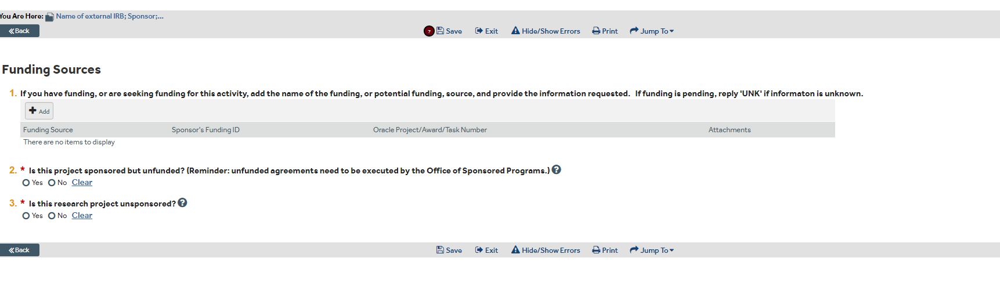 You Are Here: Name of external IRB; Sponsor;...
Back ? Save Exit Hide/Show Errors Print Jump To
Funding Sources
1. If you have funding, or are seeking funding for this activity, add the name of the funding, or potential funding, source, and provide the information requested. If funding is pending, reply 'UNK' if informaton is unknown.
Add
Funding Source Sponsor's Funding ID Oracle Project/Award/Task Number Attachments
There are no items to display
2. * Is this project sponsored but unfunded? (Reminder: unfunded agreements need to be executed by the Office of Sponsored Programs.) ?
Yes No Clear
3. * Is this research project unsponsored? ?
Yes No Clear
Back Save Exit Hide/Show Errors Print Jump To